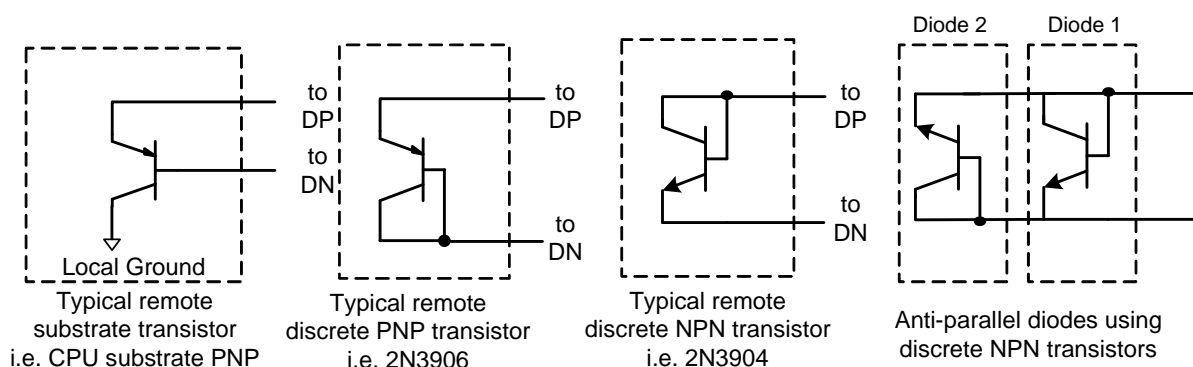 Diode 2
Diode 1
to
DP
to
DN
Local Ground
Typical remote
substrate transistor
i.e. CPU substrate PNP
to
DP
to
DN
Typical remote
discrete PNP transistor
i.e. 2N3906
to
DP
to
DN
Typical remote
discrete NPN transistor
i.e. 2N3904
Anti-parallel diodes using
discrete NPN transistors